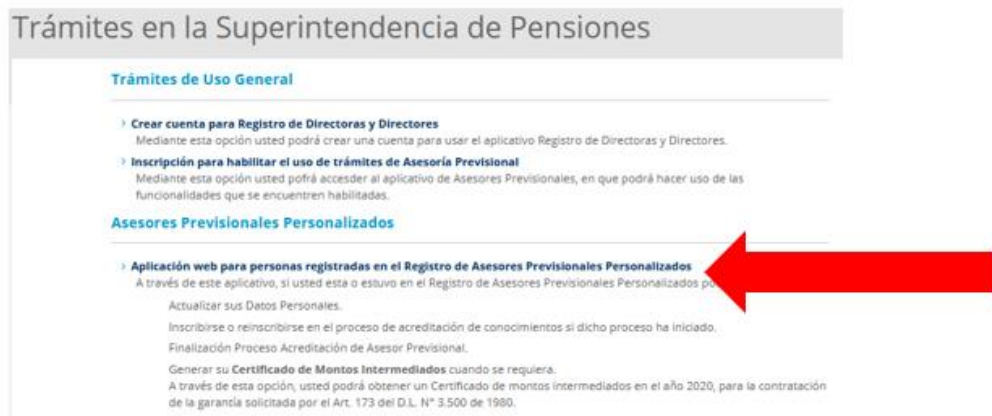 Trámites en la Superintendencia de Pensiones
Trámites de Uso General
› Crear cuenta para Registro de Directoras y Directores
Mediante esta opción usted podrá crear una cuenta para usar el aplicativo Registro de Directoras y Directores.
› Inscripción para habilitar el uso de trámites de Asesoría Previsional
Mediante esta opción usted pofrá accesder al aplicativo de Asesores Previsionales, en que podrá hacer uso de las
funcionalidades que se encuentren habilitadas.
Asesores Previsionales Personalizados
› Aplicación web para personas registradas en el Registro de Asesores Previsionales Personalizados
A través de este aplicativo, si usted esta o estuvo en el Registro de Asesores Previsionales Personalizados
Actualizar sus Datos Personales.
Inscribirse o reinscribirse en el proceso de acreditación de conocimientos si dicho proceso ha iniciado.
Finalización Proceso Acreditación de Asesor Previsional.
Generar su Certificado de Montos Intermediados cuando se requiera.
A través de esta opción, usted podrá obtener un Certificado de montos intermediados en el año 2020, para la contratación
de la garantía solicitada por el Art. 173 del D.L. N° 3.500 de 1980.